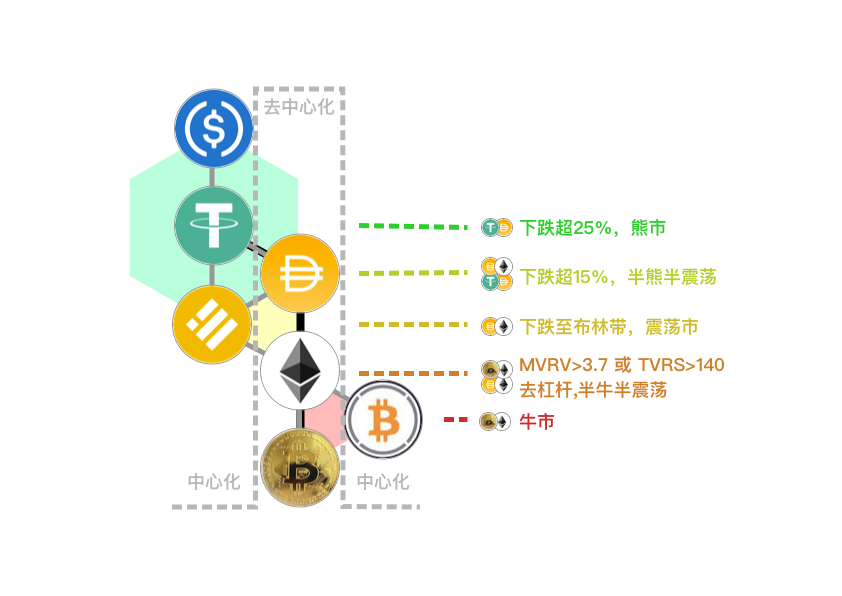 去中心化
下跌超25%，熊市
下跌超15%，半熊半震荡
下跌至布林带，震荡市
MVRV>3.7 或 TVRS>140
去杠杆,半牛半震荡
牛市
中心化
中心化